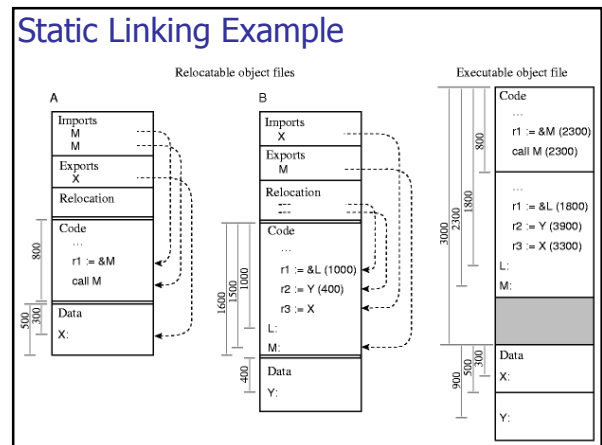 Static Linking Example
Relocatable object files
Executable object file
A
Imports
M
M
Exports
X
Relocation
Code
...
r1 := &M
call M
Data
X:
800
500
300
B
Imports
X
Exports
M
Relocation
Code
...
r1 := &L (1000)
r2 := Y (400)
r3 := X
L:
M:
Data
Y:
1600
1500
1000
400
Code
...
r1 := &M (2300)
call M (2300)
...
r1 := &L (1800)
r2 := Y (3900)
r3 := X (3300)
L:
M:
Data
X:
Y:
3000
2300
1800
800
900
500
300